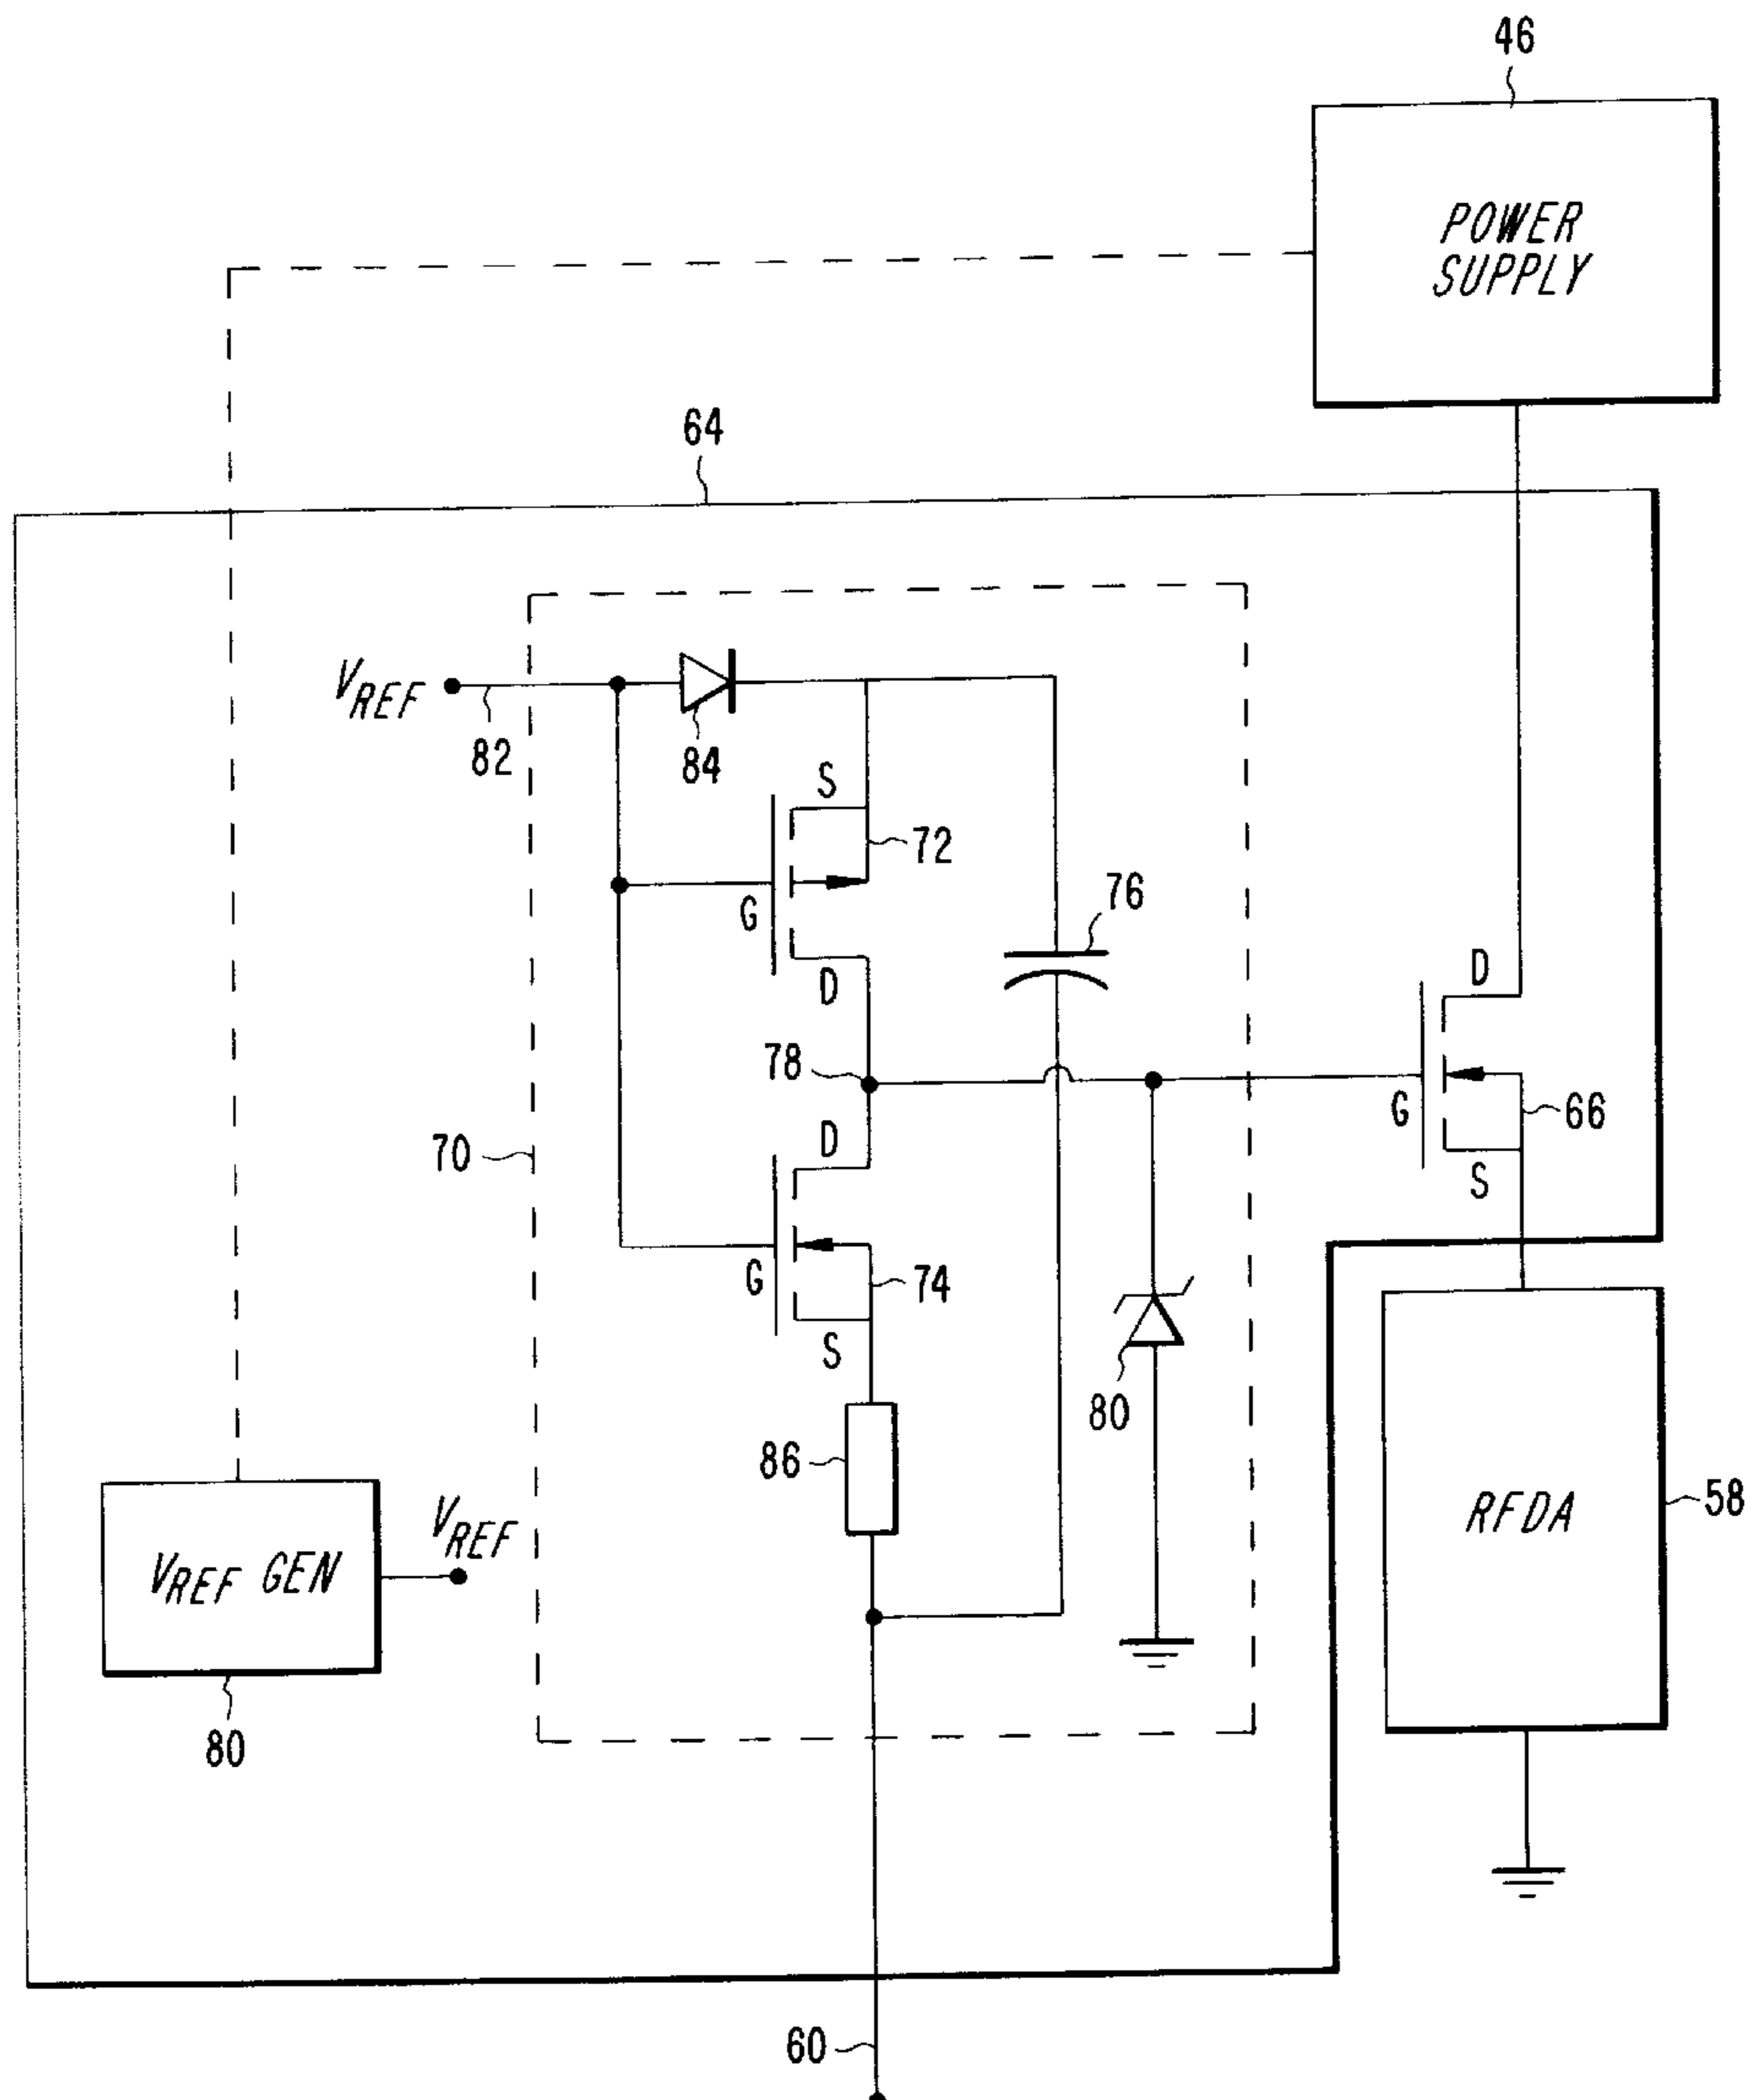 46
POWER
SUPPLY
64
VREF
82
84
S
72
G
D
76
78
D
D
70
G
66
S
G
74
S
80
86
VREF
VREF GEN
RFDA
58
80
60